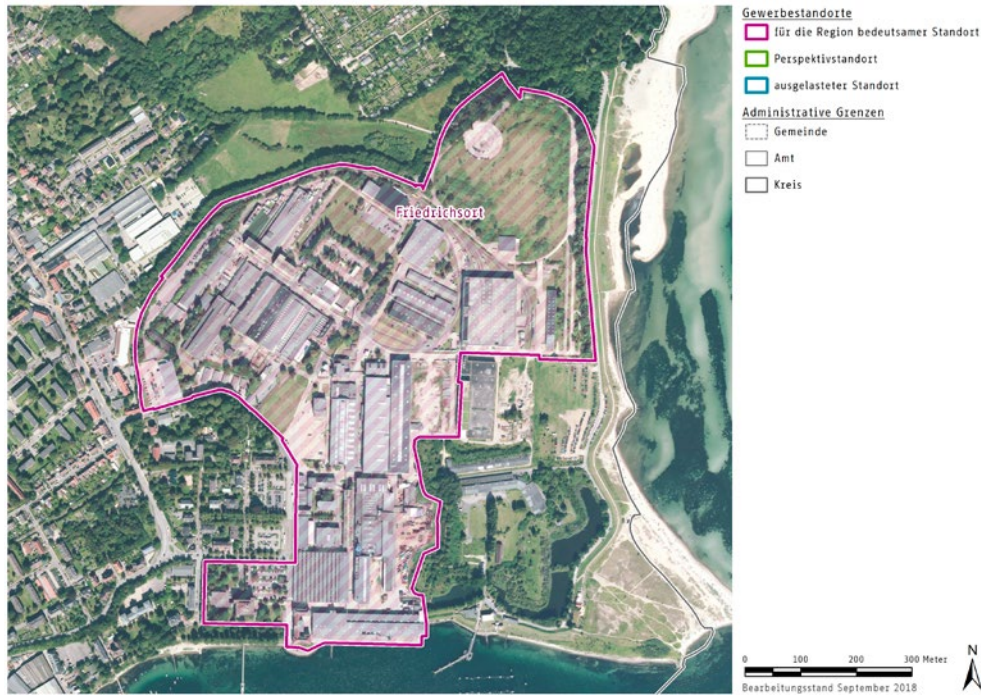 Gewerbestandorte
für die Region bedeutsamer Standort
Perspektivstandort
ausgelasteter Standort
Administrative Grenzen
Gemeinde
Amt
Kreis
Friedrichsort
N
0 100 200 300 Meter
Bearbeitungsstand September 2018